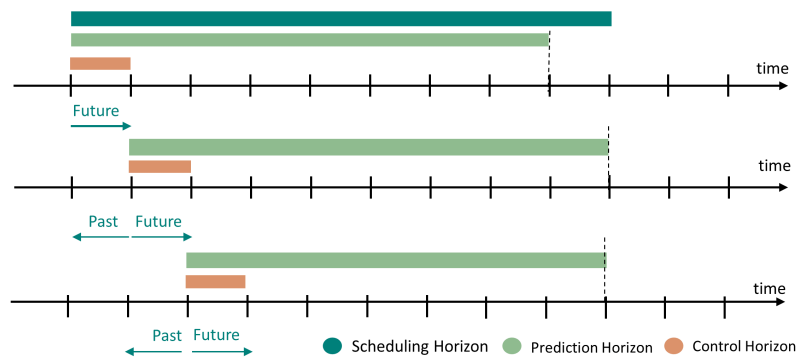 time
Future
time
Past Future
time
Past Future
Scheduling Horizon Prediction Horizon Control Horizon